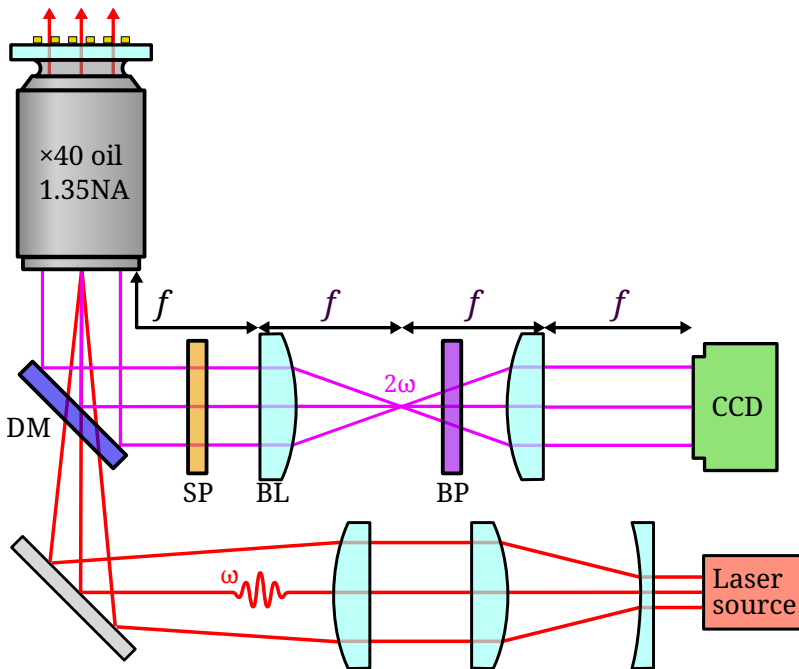 ×40 oil
1.35NA
f
f
f
f
2ω
DM
CCD
SP
BL
BP
ω
Laser
source